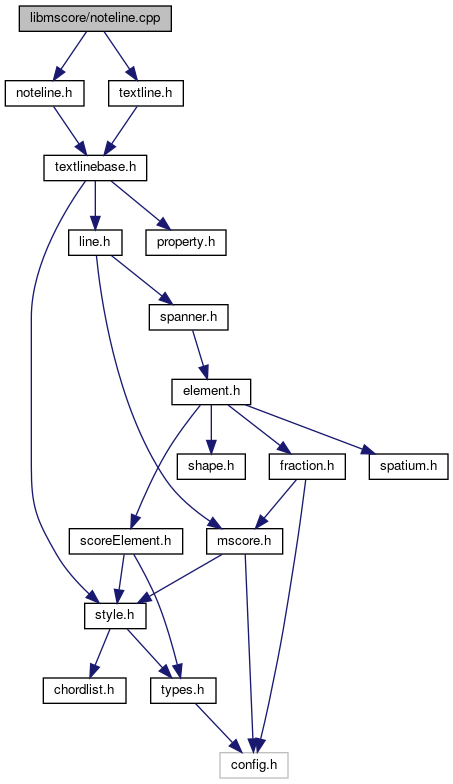 libmscore/noteline.cpp
noteline.h
textline.h
textlinebase.h
line.h
property.h
spanner.h
element.h
shape.h
fraction.h
spatium.h
scoreElement.h
mscore.h
style.h
chordlist.h
types.h
config.h